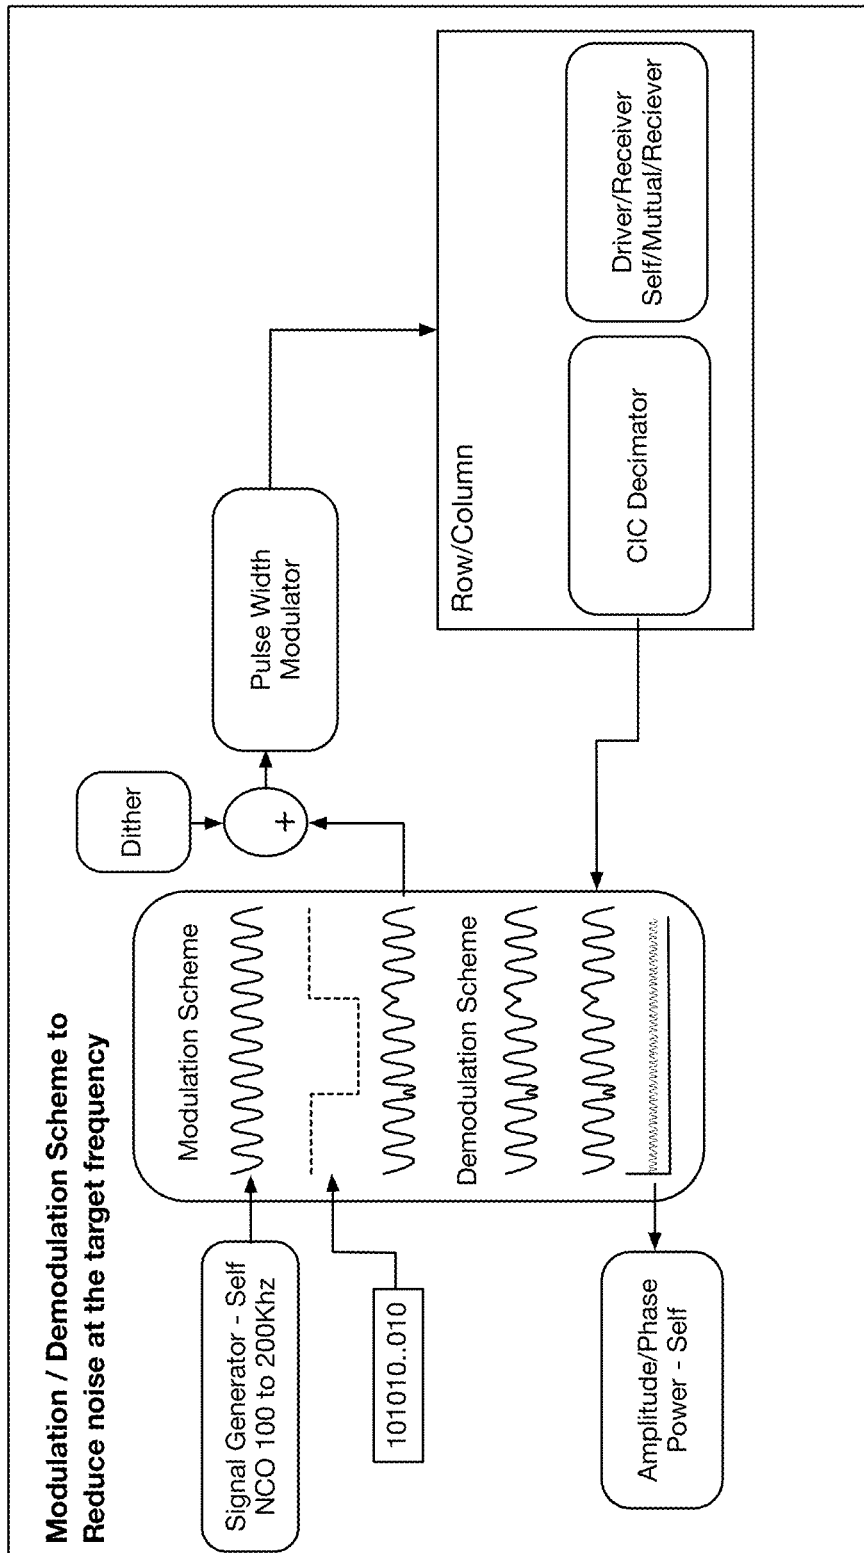 Modulation / Demodulation Scheme to
Reduce noise at the target frequency
Signal Generator - Self
NCO 100 to 200Khz
101010..010
Amplitude/Phase
Power - Self
Modulation Scheme
Demodulation Scheme
Dither
+
Pulse Width
Modulator
Row/Column
CIC Decimator
Driver/Receiver
Self/Mutual/Reciever